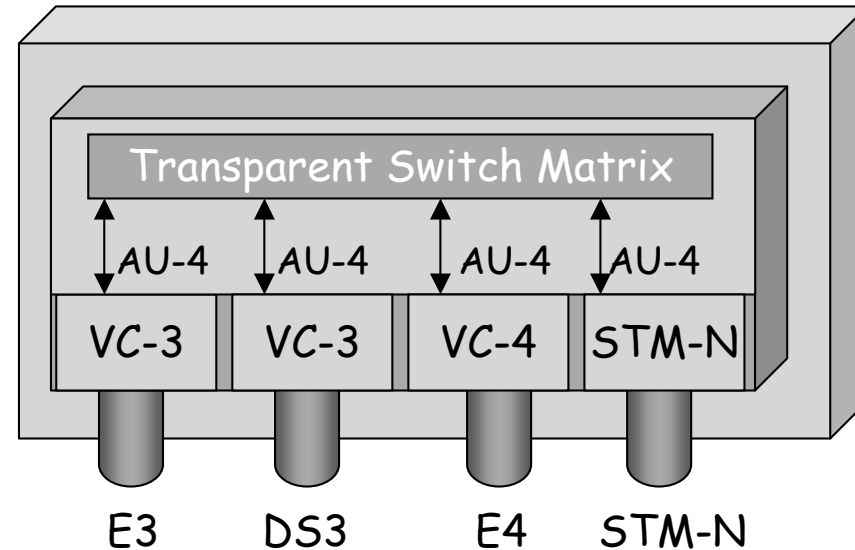 Transparent Switch Matrix
AU-4 AU-4 AU-4 AU-4
VC-3 VC-3 VC-4 STM-N
E3 DS3 E4 STM-N